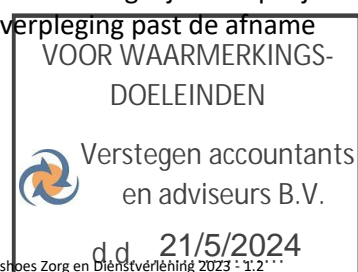 verpleging past de afname
VOOR WAARMERKINGS-
DOELEINDEN
Verstegen accountants
en adviseurs B.V.
d.d. 21/5/2024
shoes Zorg en Dienstverlening 2023 - 1.2